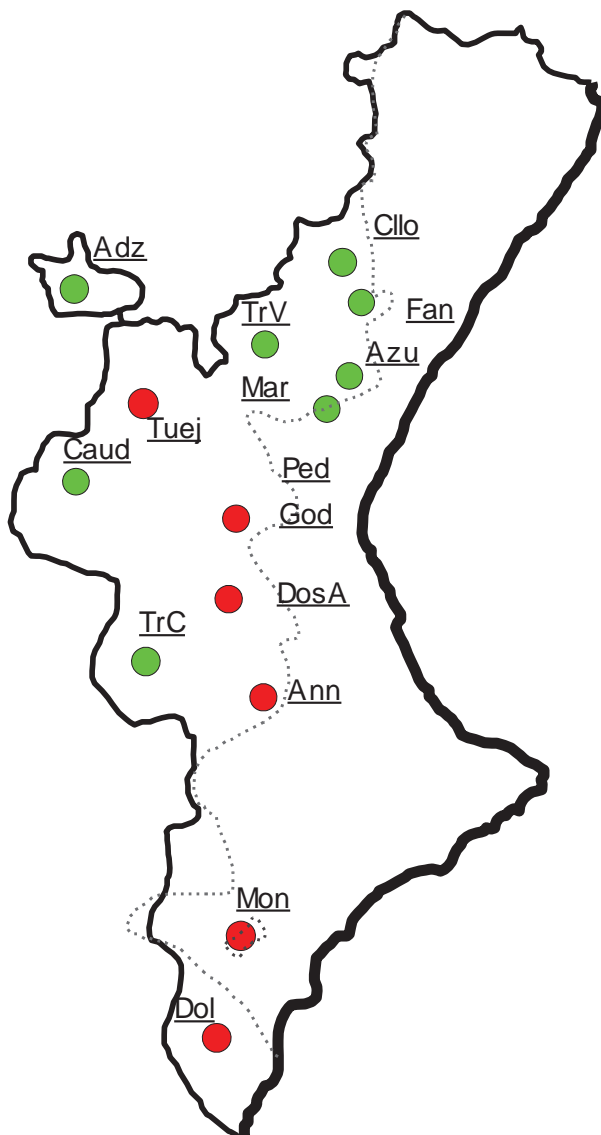 Cllo
Adz
Fan
TrV
Azu
Mar
Tuej
Caud
Ped
God
DosA
TrC
Ann
Mon
Dol